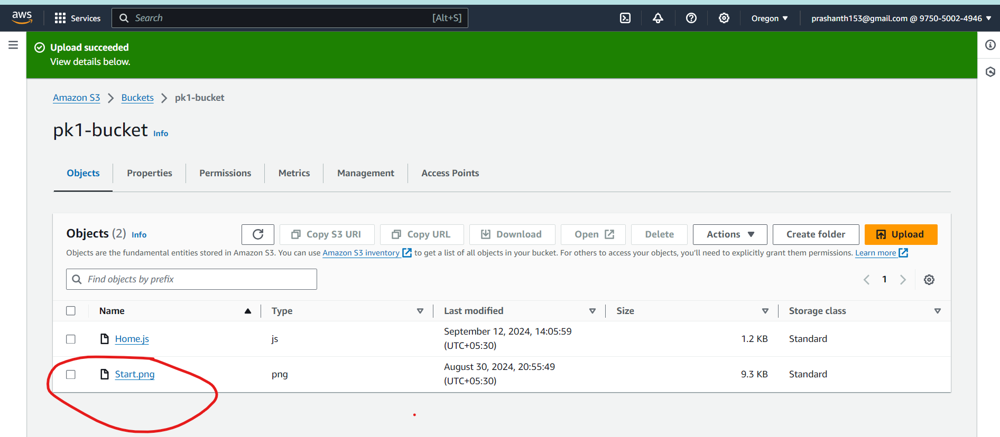 aws
Services
Search
[Alt+S]
Oregon
prashanth153@gmail.com @ 9750-5002-4946
Upload succeeded
View details below.
Amazon S3
Buckets
pk1-bucket
pk1-bucket Info
Objects
Properties
Permissions
Metrics
Management
Access Points
Objects (2) Info
Copy S3 URI
Copy URL
Download
Open
Delete
Actions
Create folder
Upload
Objects are the fundamental entities stored in Amazon S3. You can use Amazon S3 inventory to get a list of all objects in your bucket. For others to access your objects, you'll need to explicitly grant them permissions. Learn more
Find objects by prefix
1
Name
Type
Last modified
Size
Storage class
Home.js
js
September 12, 2024, 14:05:59
(UTC+05:30)
1.2 KB
Standard
Start.png
png
August 30, 2024, 20:55:49
(UTC+05:30)
9.3 KB
Standard